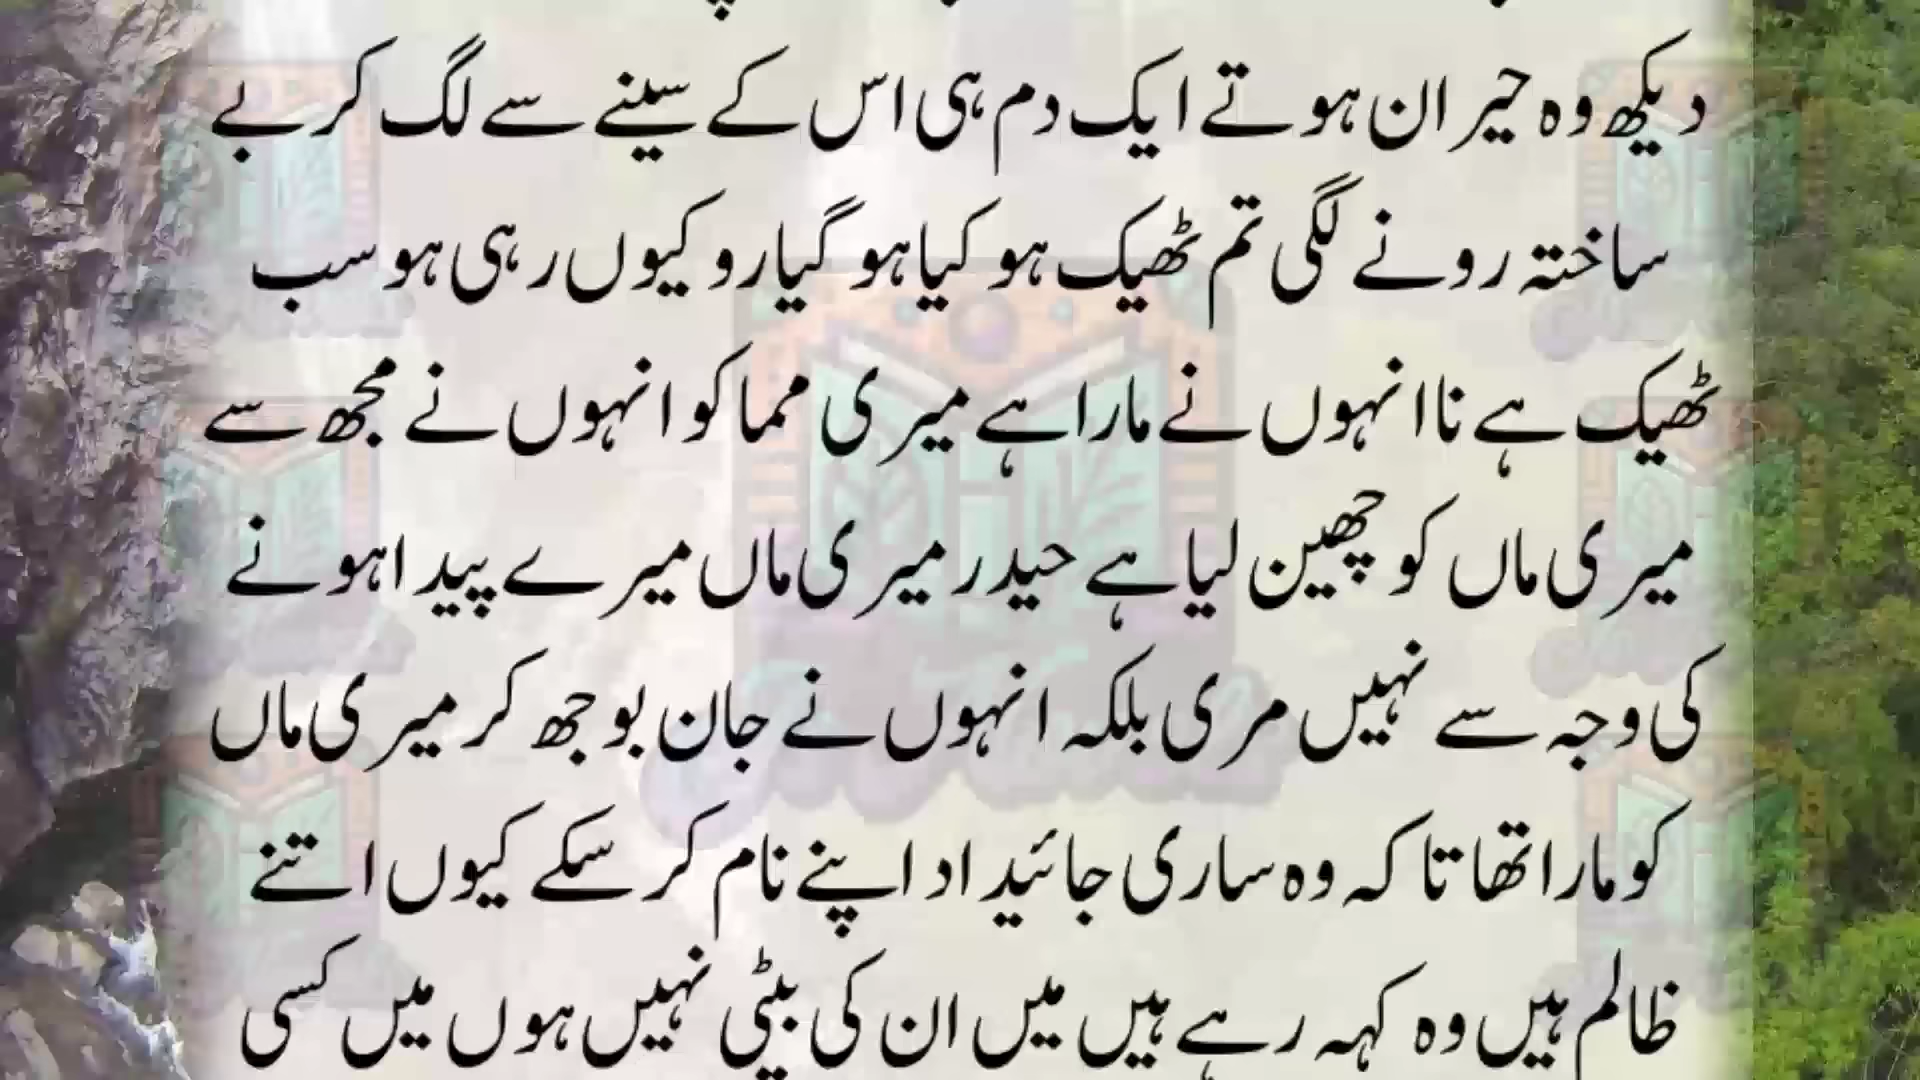 دیکھ وہ حیران ہوتے ایک دم ہی اس کے سینے سے لگ کر بے
ساختہ رونے لگی تم ٹھیک ہو کیا ہو گیا رو کیوں رہی ہو سب
ٹھیک ہے نا انہوں نے مارا ہے میری مما کو انہوں نے مجھ سے
میری ماں کو چھین لیا ہے حیدر میری ماں میرے پیدا ہونے
کی وجہ سے نہیں مری بلکہ انہوں نے جان بوجھ کر میری ماں
کو مارا تھا تاکہ وہ ساری جائیداد اپنے نام کر سکے کیوں اتنے
ظالم ہیں وہ کہہ رہے ہیں میں ان کی بیٹی نہیں ہوں میں کسی